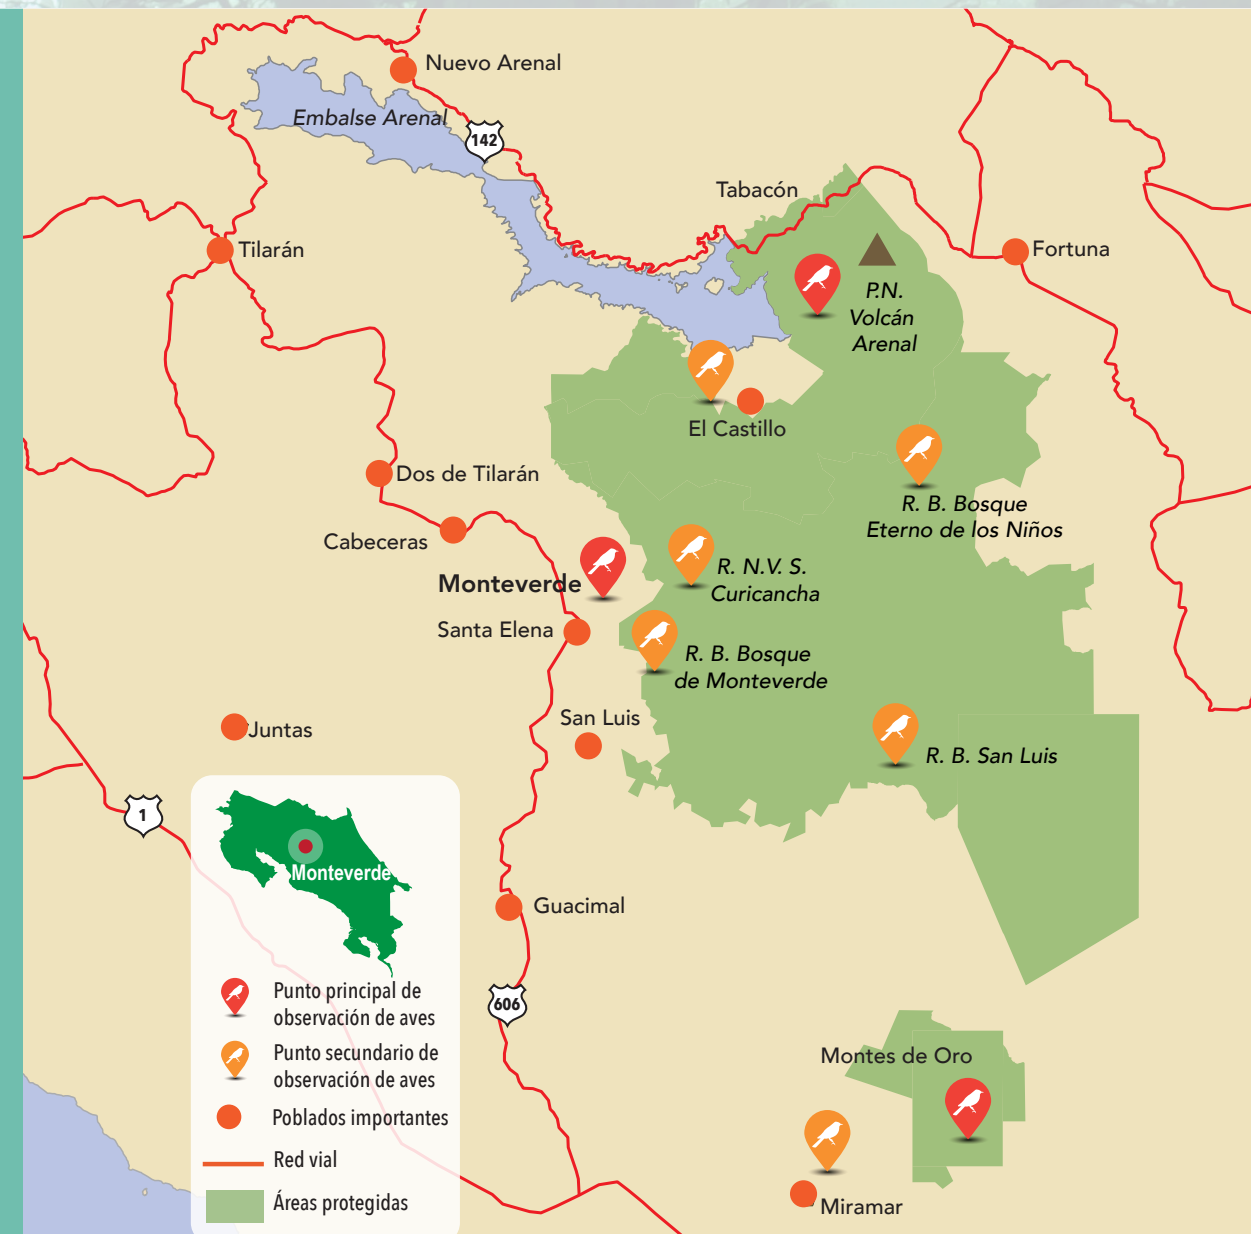 Nuevo Arenal
Embalse Arenal
142
Tabacón
Tilarán
Fortuna
P.N.
Volcán
Arenal
El Castillo
Dos de Tilarán
R. B. Bosque
Eterno de los Niños
Cabeceras
Monteverde
R. N.V. S.
Curicancha
Santa Elena
R. B. Bosque
de Monteverde
San Luis
Juntas
R. B. San Luis
1
Monteverde
Guacimal
606
Punto principal de
observación de aves
Punto secundario de
observación de aves
Poblados importantes
Red vial
Áreas protegidas
Montes de Oro
Miramar